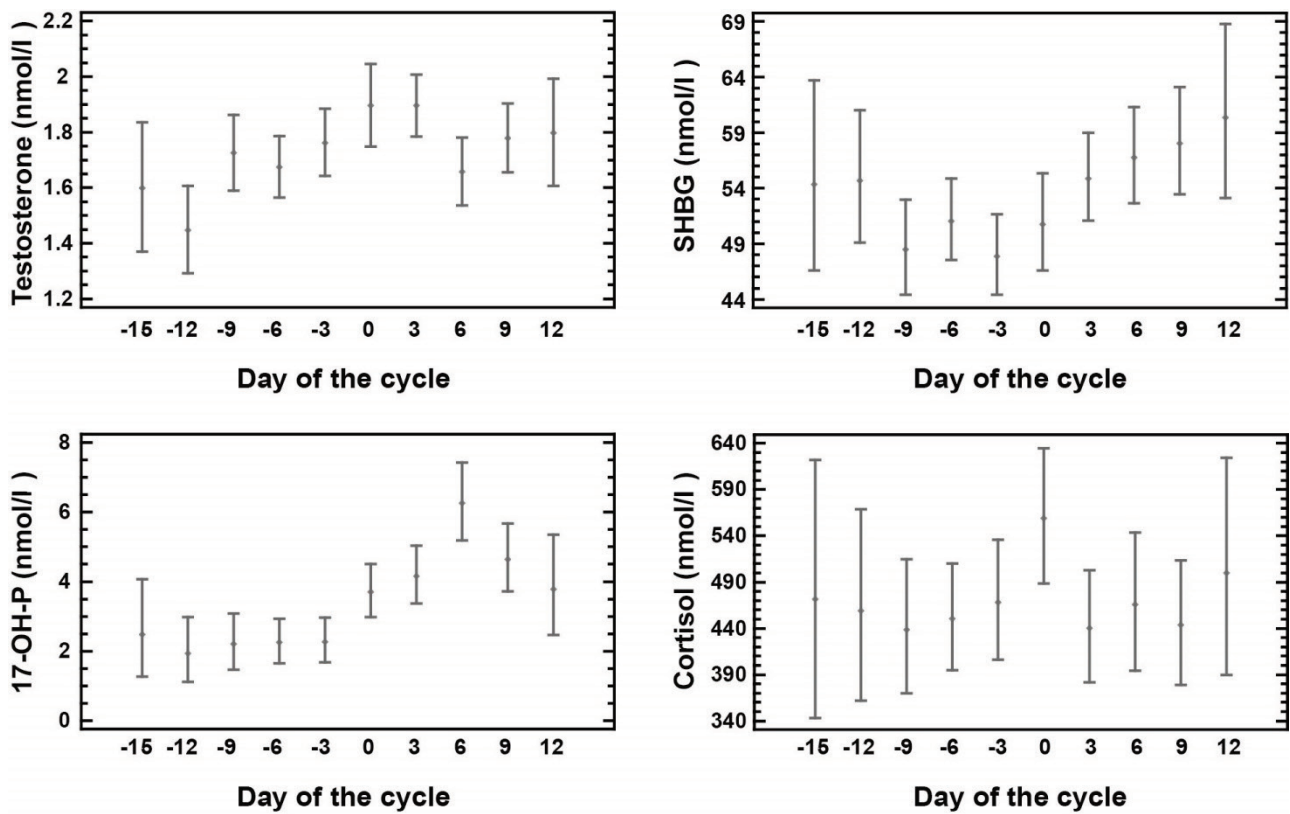 Testosterone (nmol/l )
2.2
2
1.8
1.6
1.4
1.2
-15 -12 -9 -6 -3 0 3 6 9 12
Day of the cycle
SHBG (nmol/l)
69
64
59
54
49
44
-15 -12 -9 -6 -3 0 3 6 9 12
Day of the cycle
17-OH-P (nmol/l )
8
6
4
2
0
-15 -12 -9 -6 -3 0 3 6 9 12
Day of the cycle
Cortisol (nmol/l )
640
590
540
490
440
390
340
-15 -12 -9 -6 -3 0 3 6 9 12
Day of the cycle